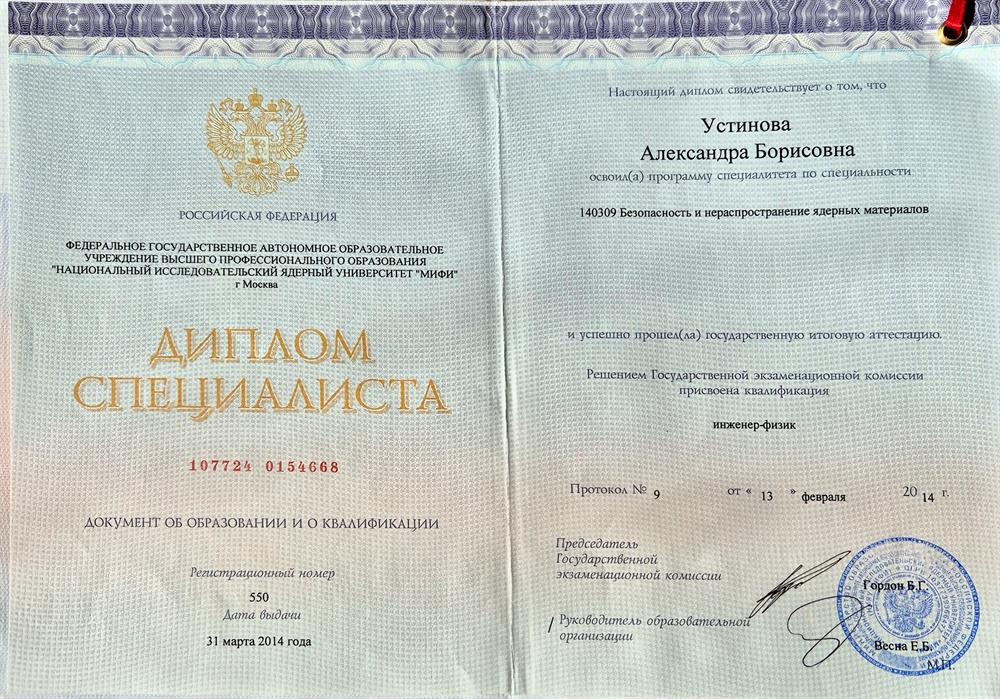 РОССИЙСКАЯ ФЕДЕРАЦИЯ
ФЕДЕРАЛЬНОЕ ГОСУДАРСТВЕННОЕ АВТОНОМНОЕ ОБРАЗОВАТЕЛЬНОЕ
УЧРЕЖДЕНИЕ ВЫСШЕГО ПРОФЕССИОНАЛЬНОГО ОБРАЗОВАНИЯ
"НАЦИОНАЛЬНЫЙ ИССЛЕДОВАТЕЛЬСКИЙ ЯДЕРНЫЙ УНИВЕРСИТЕТ "МИФИ"
г Москва
ДИПЛОМ
СПЕЦИАЛИСТА
107724 0154668
ДОКУМЕНТ ОБ ОБРАЗОВАНИИ И О КВАЛИФИКАЦИИ
Регистрационный номер
550
Дата выдачи
31 марта 2014 года
Настоящий диплом свидетельствует о том, что
Устинова
Александра Борисовна
освоил(а) программу специалитета по специальности
140309 Безопасность и нераспространение ядерных материалов
и успешно прошел(ла) государственную итоговую аттестацию.
Решением Государственной экзаменационной комиссии
присвоена квалификация
инженер-физик
Протокол № 9 от « 13 » февраля 20 14 г.
Председатель
Государственной
экзаменационной комиссии
Гордон Б.Г.
/ Руководитель образовательной
организации
Весна Е.Б.
М.П.